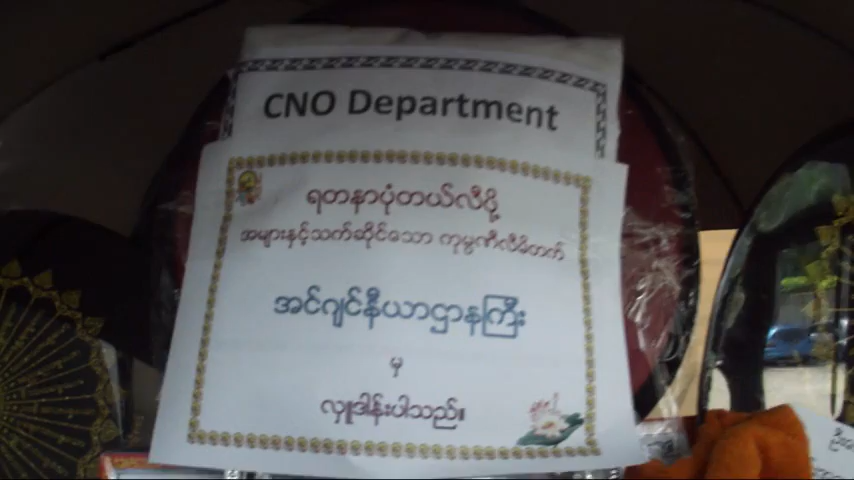 CNO Department
ရတနာပုံတယ်လီပို့
အများနှင့်သက်ဆိုင်သော ကုမ္ပဏီလီမိတက်
အင်ဂျင်နီယာဌာနကြီး
မှ
လှူဒါန်းပါသည်။